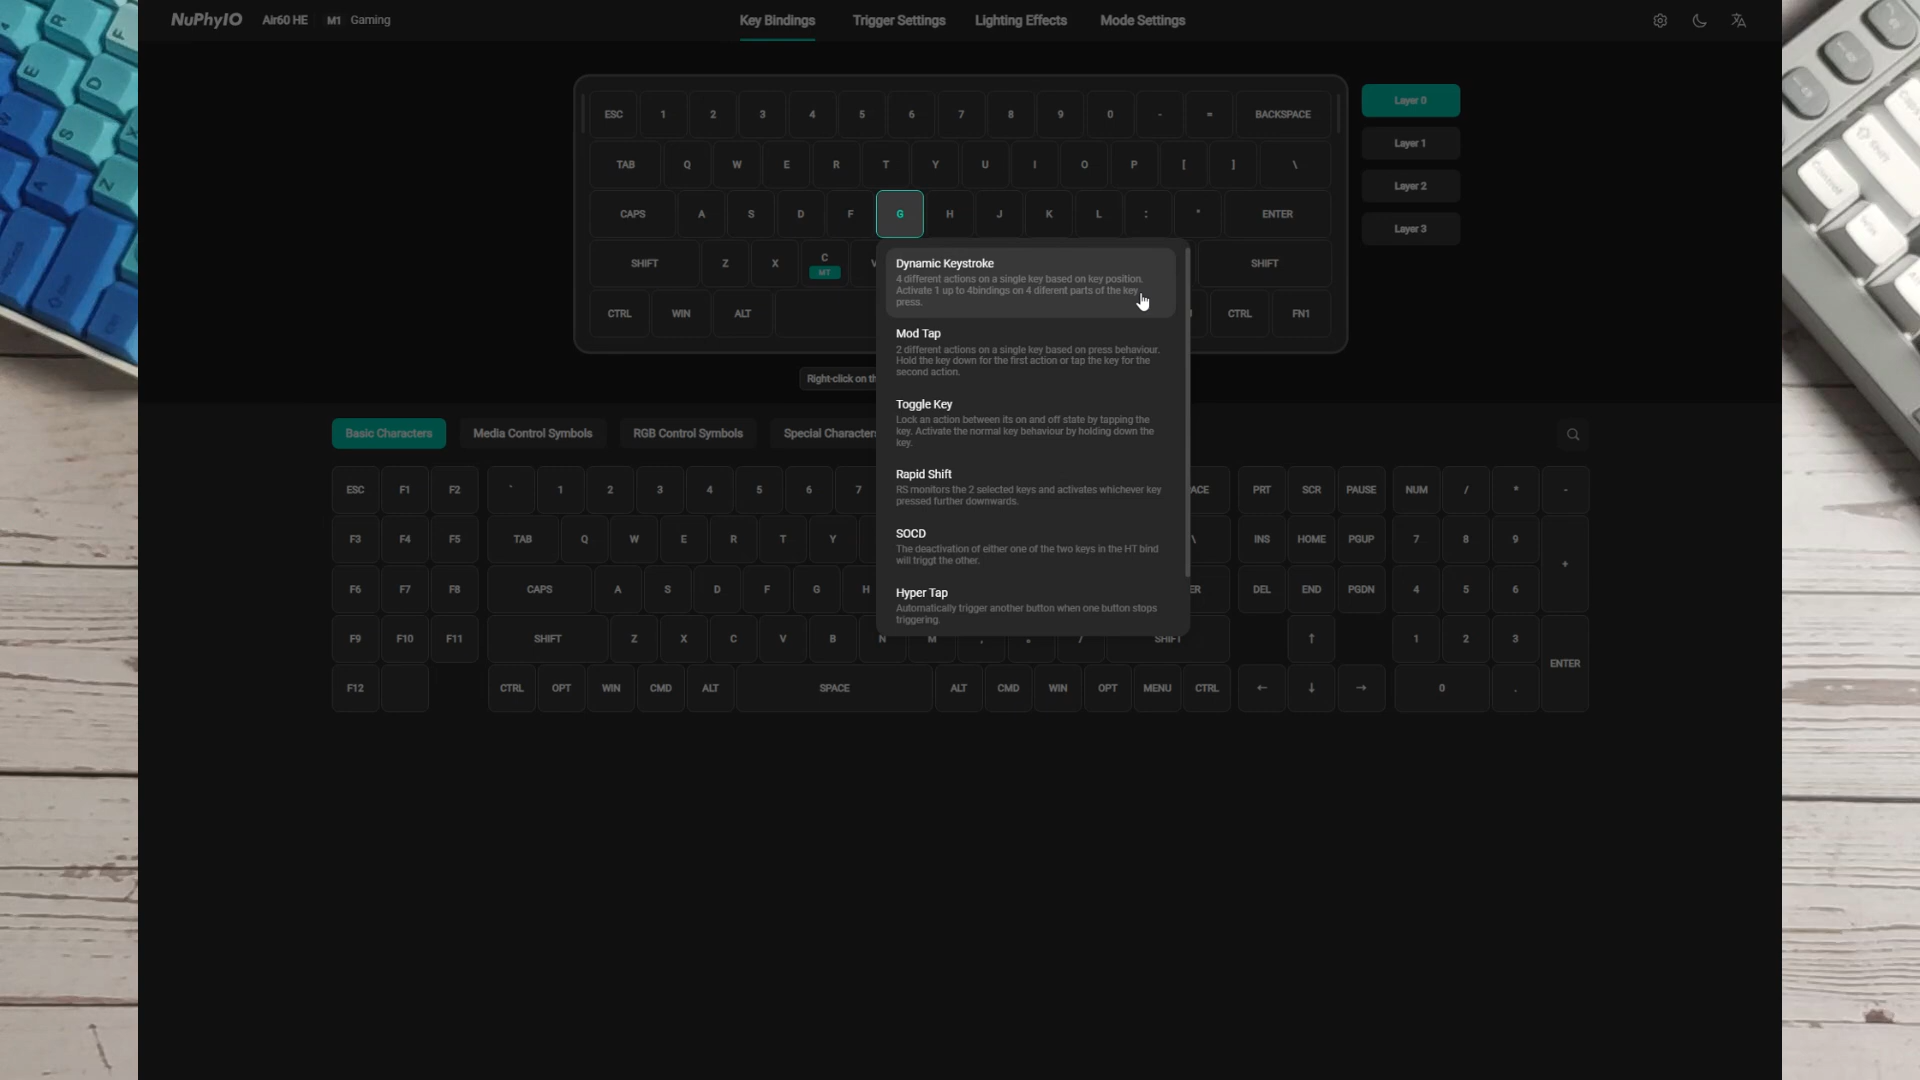 NuPhyIO Air60 HE M1 Gaming
Key Bindings Trigger Settings Lighting Effects Mode Settings
ESC 1 2 3 4 5 6 7 8 9 0 - = BACKSPACE
Layer 0
TAB Q W E R T Y U I O P [ ] \
Layer 1
Layer 2
CAPS A S D F G H J K L : " ENTER
Layer 3
SHIFT Z X C SHIFT
MT
CTRL WIN ALT CTRL FN1
Right-click on th
Dynamic Keystroke
4 different actions on a single key based on key position.
Activate 1 up to 4bindings on 4 diferent parts of the key
press.
Mod Tap
2 different actions on a single key based on press behaviour.
Hold the key down for the first action or tap the key for the
second action.
Toggle Key
Lock an action between its on and off state by tapping the
key. Activate the normal key behaviour by holding down the
key.
Rapid Shift
RS monitors the 2 selected keys and activates whichever key
pressed further downwards.
SOCD
The deactivation of either one of the two keys in the HT bind
will triggt the other.
Hyper Tap
Automatically trigger another button when one button stops
triggering.
Basic Characters Media Control Symbols RGB Control Symbols Special Characters
ESC F1 F2 ` 1 2 3 4 5 6 7 ACE PRT SCR PAUSE NUM / * -
F3 F4 F5 TAB Q W E R T Y \ INS HOME PGUP 7 8 9 +
F6 F7 F8 CAPS A S D F G H ER DEL END PGDN 4 5 6
F9 F10 F11 SHIFT Z X C V B N M , . / SHIFT ↑ 1 2 3 ENTER
F12 CTRL OPT WIN CMD ALT SPACE ALT CMD WIN OPT MENU CTRL ← ↓ → 0 .